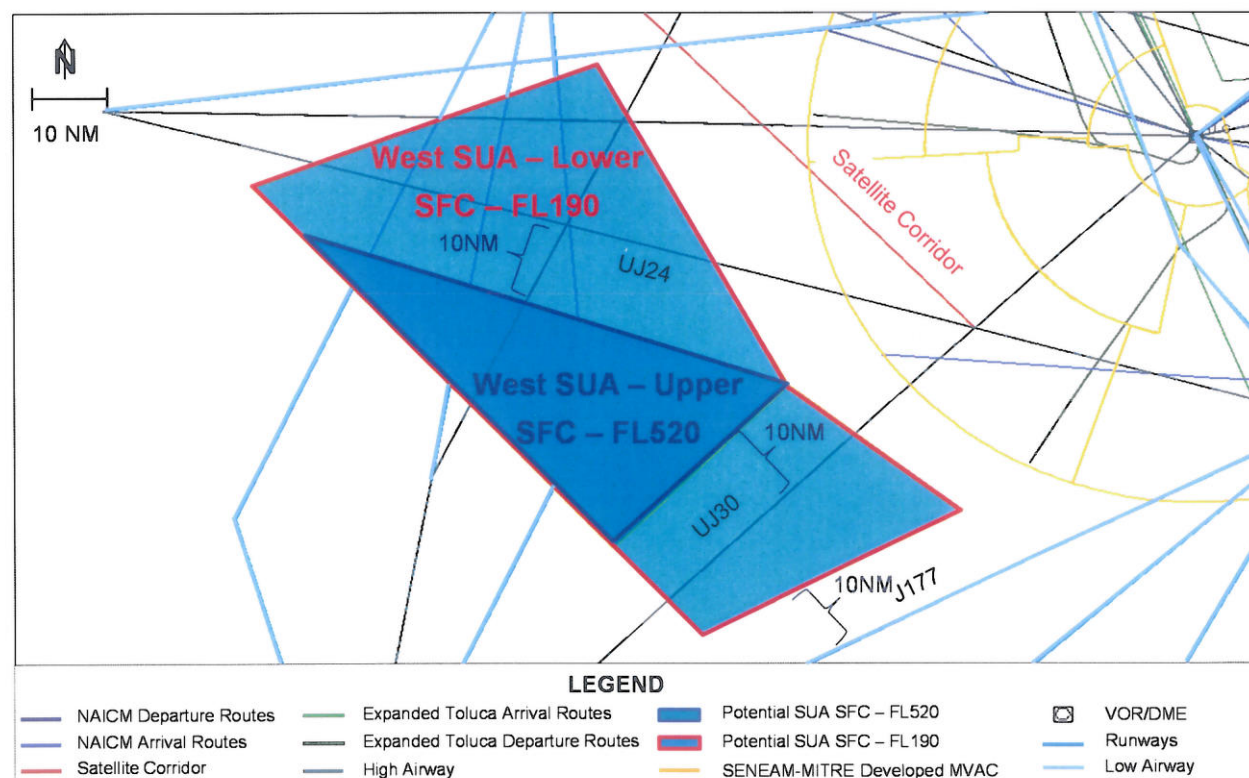 N
10 NM
West SUA – Lower
SFC – FL190
10NM
UJ24
Satellite Corridor
West SUA – Upper
SFC – FL520
10NM
UJ30
10NM
J177
LEGEND
NAICM Departure Routes
Expanded Toluca Arrival Routes
Potential SUA SFC – FL520
VOR/DME
NAICM Arrival Routes
Expanded Toluca Departure Routes
Potential SUA SFC – FL190
Runways
Satellite Corridor
High Airway
SENEAM-MITRE Developed MVAC
Low Airway